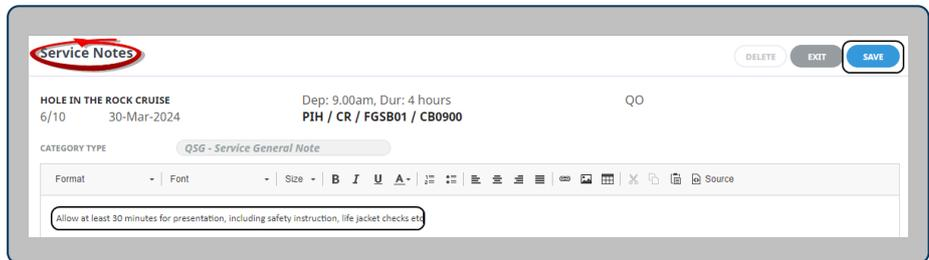 Service Notes
DELETE EXIT SAVE
HOLE IN THE ROCK CRUISE Dep: 9.00am, Dur: 4 hours QO
6/10 30-Mar-2024 PIH / CR / FGSB01 / CB0900
CATEGORY TYPE QSG - Service General Note
Format Font Size B I U A Source
Allow at least 30 minutes for presentation, including safety instruction, life jacket checks etc